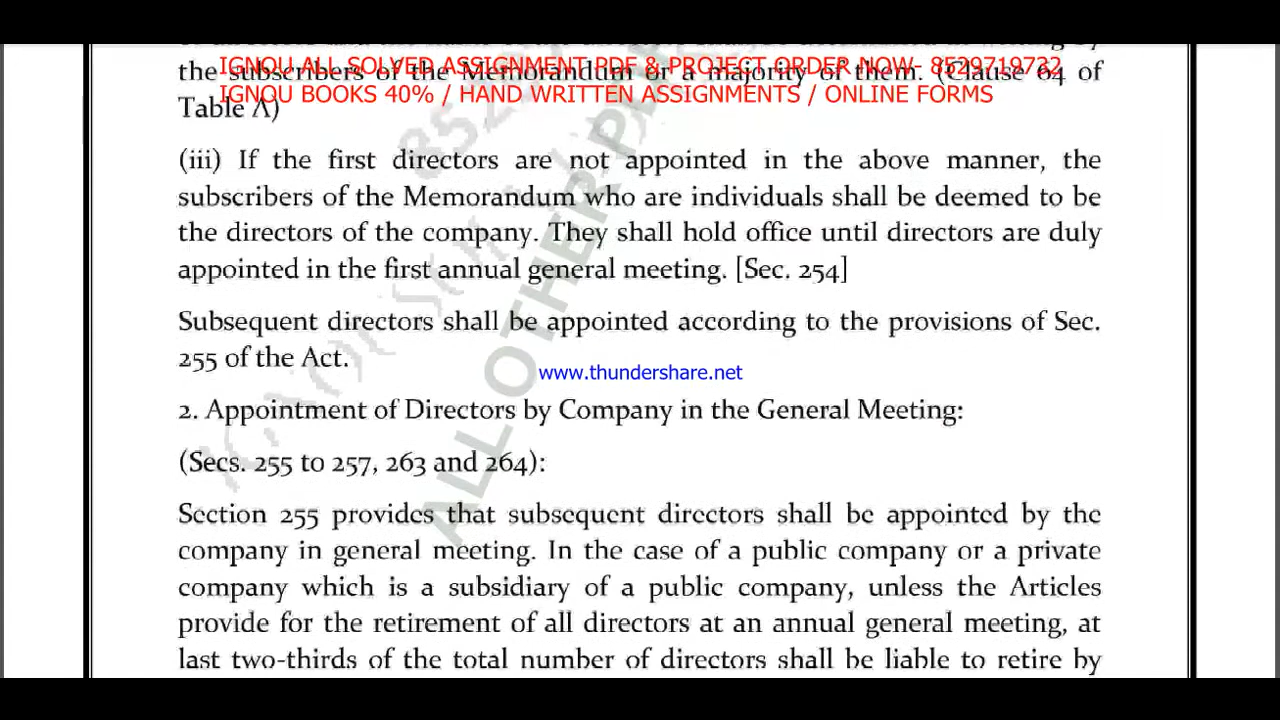 the subscribers of the Memorandum or a majority of them. (Clause 64 of
IGNOU ALL SOLVED ASSIGNMENT PDF & PROJECT ORDER NOW- 8529719732
IGNOU BOOKS 40% / HAND WRITTEN ASSIGNMENTS / ONLINE FORMS
Table A)
(iii) If the first directors are not appointed in the above manner, the
subscribers of the Memorandum who are individuals shall be deemed to be
the directors of the company. They shall hold office until directors are duly
appointed in the first annual general meeting. [Sec. 254]
Subsequent directors shall be appointed according to the provisions of Sec.
255 of the Act.
www.thundershare.net
2. Appointment of Directors by Company in the General Meeting:
(Secs. 255 to 257, 263 and 264):
Section 255 provides that subsequent directors shall be appointed by the
company in general meeting. In the case of a public company or a private
company which is a subsidiary of a public company, unless the Articles
provide for the retirement of all directors at an annual general meeting, at
last two-thirds of the total number of directors shall be liable to retire by
ALL OTHER